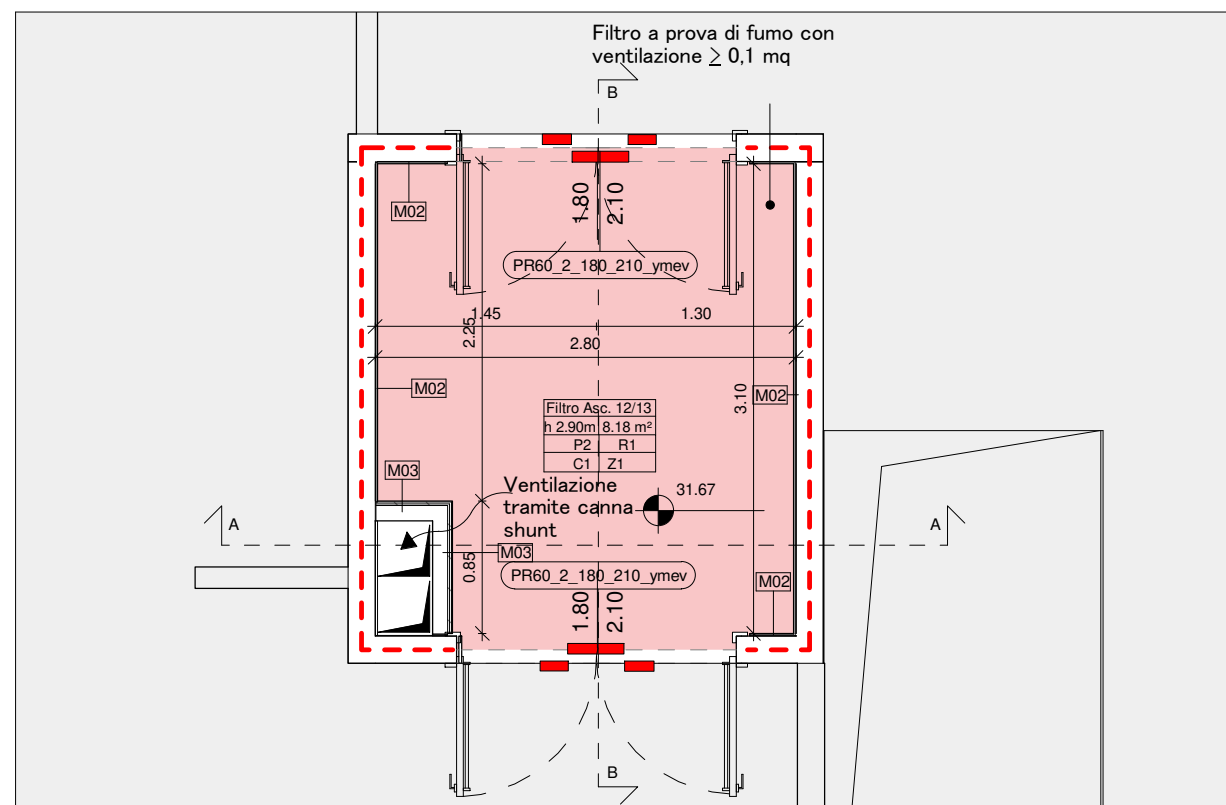 Filtro a prova di fumo con
ventilazione ≥ 0,1 mq
B
1.80
2.10
M02
PR60_2_180_210_ymev
1.45
1.30
2.25
2.80
M02
3.10
M02
Filtro Asc. 12/13
h 2.90m 8.18 m²
P2 R1
C1 Z1
M03
Ventilazione
tramite canna
shunt
31.67
A
A
M03
0.85
PR60_2_180_210_ymev
M02
1.80
2.10
B